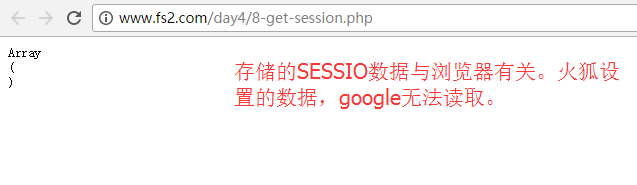 www.fs2.com/day4/8-get-session.php
Array
(
)
存储的SESSIO数据与浏览器有关。火狐设
置的数据，google无法读取。